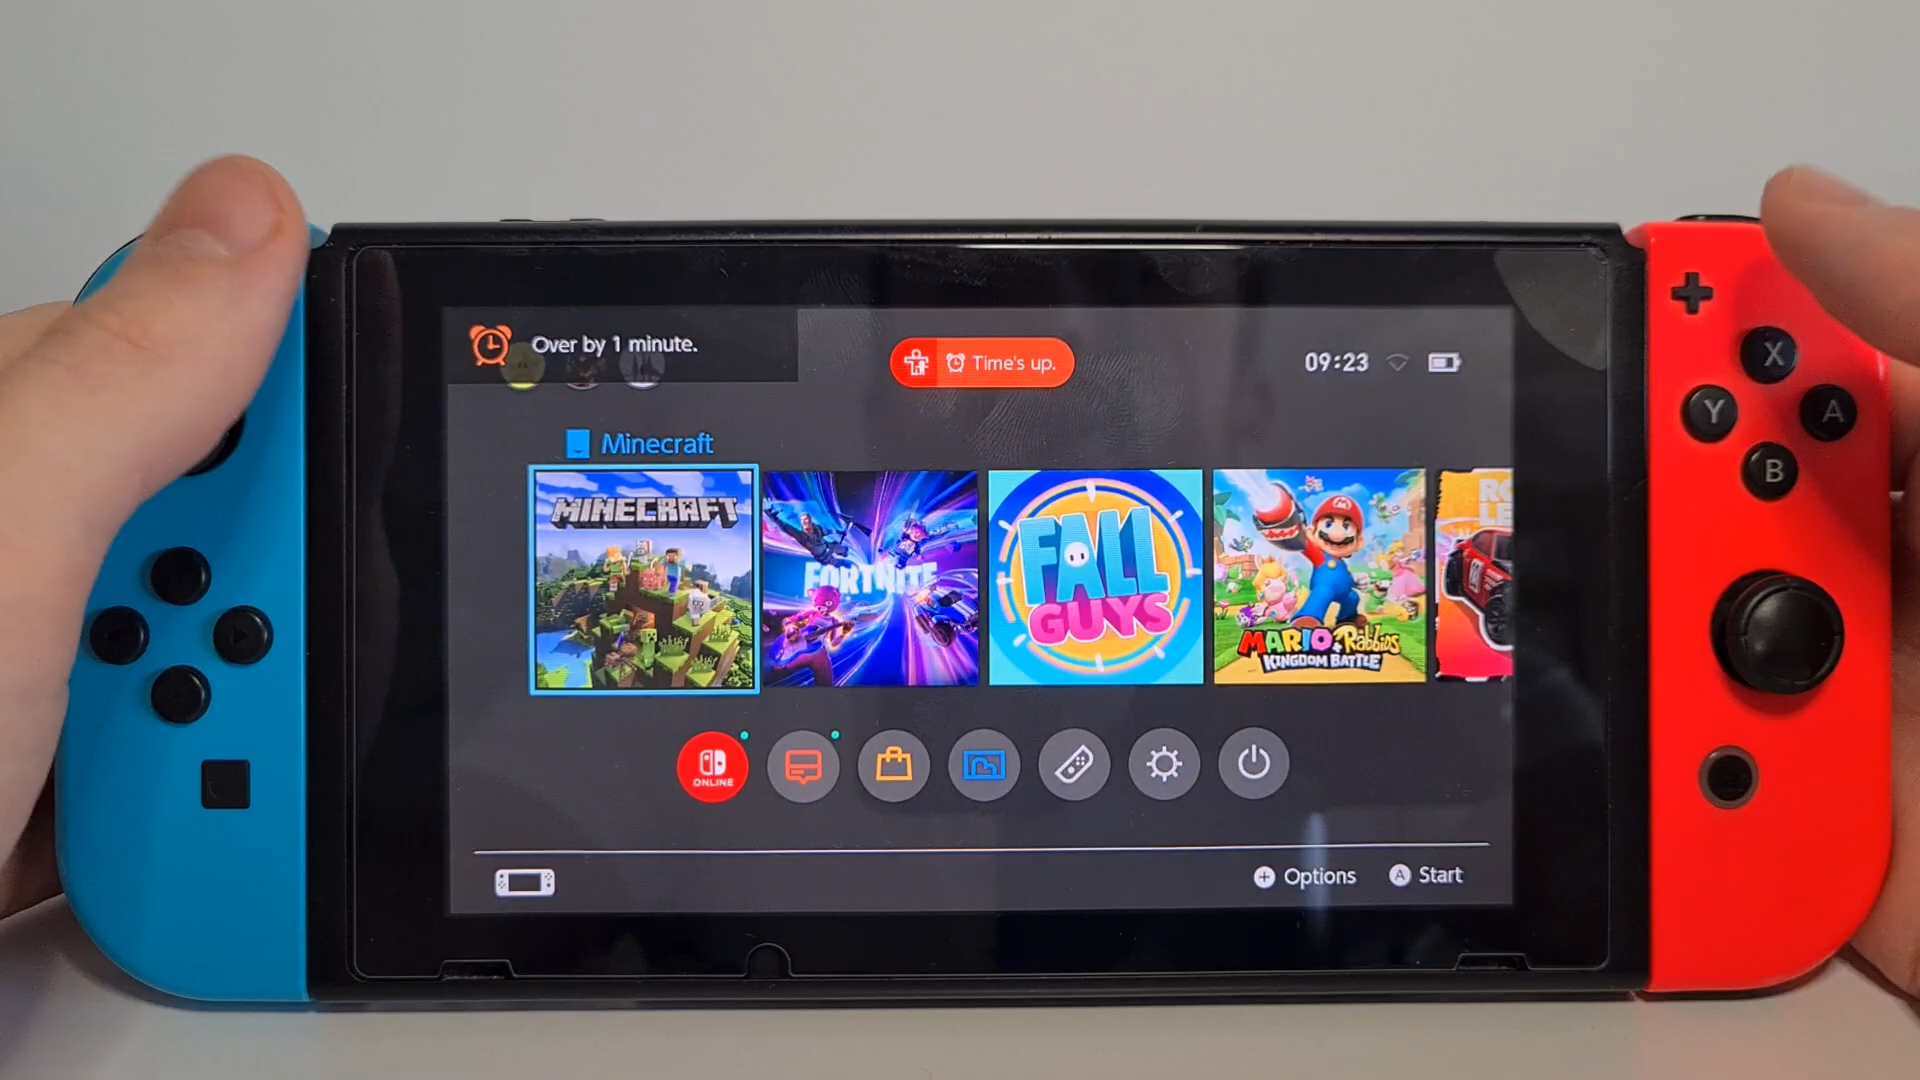 Over by 1 minute.
Time's up.
09:23
Minecraft
MINECRAFT
FORTNITE
FALL
GUYS
MARIO + Rabbids
KINGDOM BATTLE
ONLINE
Options
A Start
X
Y
A
B